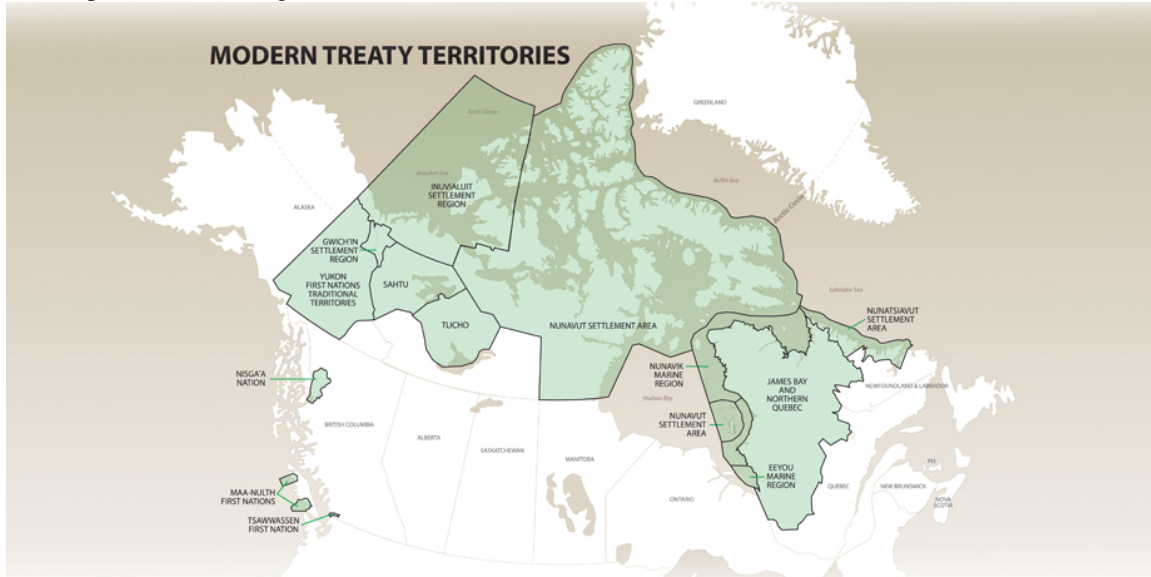 MODERN TREATY TERRITORIES
Arctic Ocean
GREENLAND
Beaufort Sea
INUVIALUIT
SETTLEMENT
REGION
Baffin Bay
Arctic Circle
ALASKA
GWICH'IN
SETTLEMENT
REGION
YUKON
FIRST NATIONS
TRADITIONAL
TERRITORIES
SAHTU
TLICHO
NUNAVUT SETTLEMENT AREA
Labrador Sea
NUNATSIAVUT
SETTLEMENT
AREA
NISGA'A
NATION
NUNAVIK
MARINE
REGION
JAMES BAY
AND
NORTHERN
QUEBEC
NEWFOUNDLAND & LABRADOR
Hudson Bay
NUNAVUT
SETTLEMENT
AREA
BRITISH COLUMBIA
ALBERTA
SASKATCHEWAN
MANITOBA
EEYOU
MARINE
REGION
MAA-NULTH
FIRST NATIONS
ONTARIO
QUEBEC
PEI
NEW BRUNSWICK
NOVA
SCOTIA
TSAWWASSEN
FIRST NATION